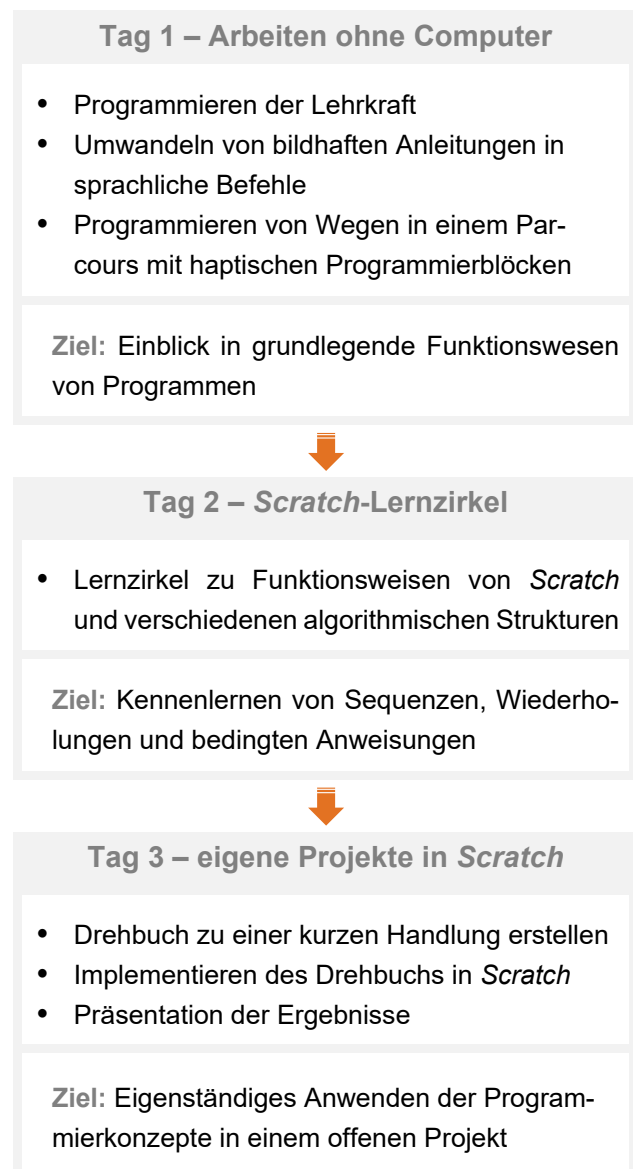 Tag 1 – Arbeiten ohne Computer
• Programmieren der Lehrkraft
• Umwandeln von bildhaften Anleitungen in
sprachliche Befehle
• Programmieren von Wegen in einem Par-
cours mit haptischen Programmierblöcken
Ziel: Einblick in grundlegende Funktionswesen
von Programmen
Tag 2 – Scratch-Lernzirkel
• Lernzirkel zu Funktionsweisen von Scratch
und verschiedenen algorithmischen Strukturen
Ziel: Kennenlernen von Sequenzen, Wiederho-
lungen und bedingten Anweisungen
Tag 3 – eigene Projekte in Scratch
• Drehbuch zu einer kurzen Handlung erstellen
• Implementieren des Drehbuchs in Scratch
• Präsentation der Ergebnisse
Ziel: Eigenständiges Anwenden der Program-
mierkonzepte in einem offenen Projekt